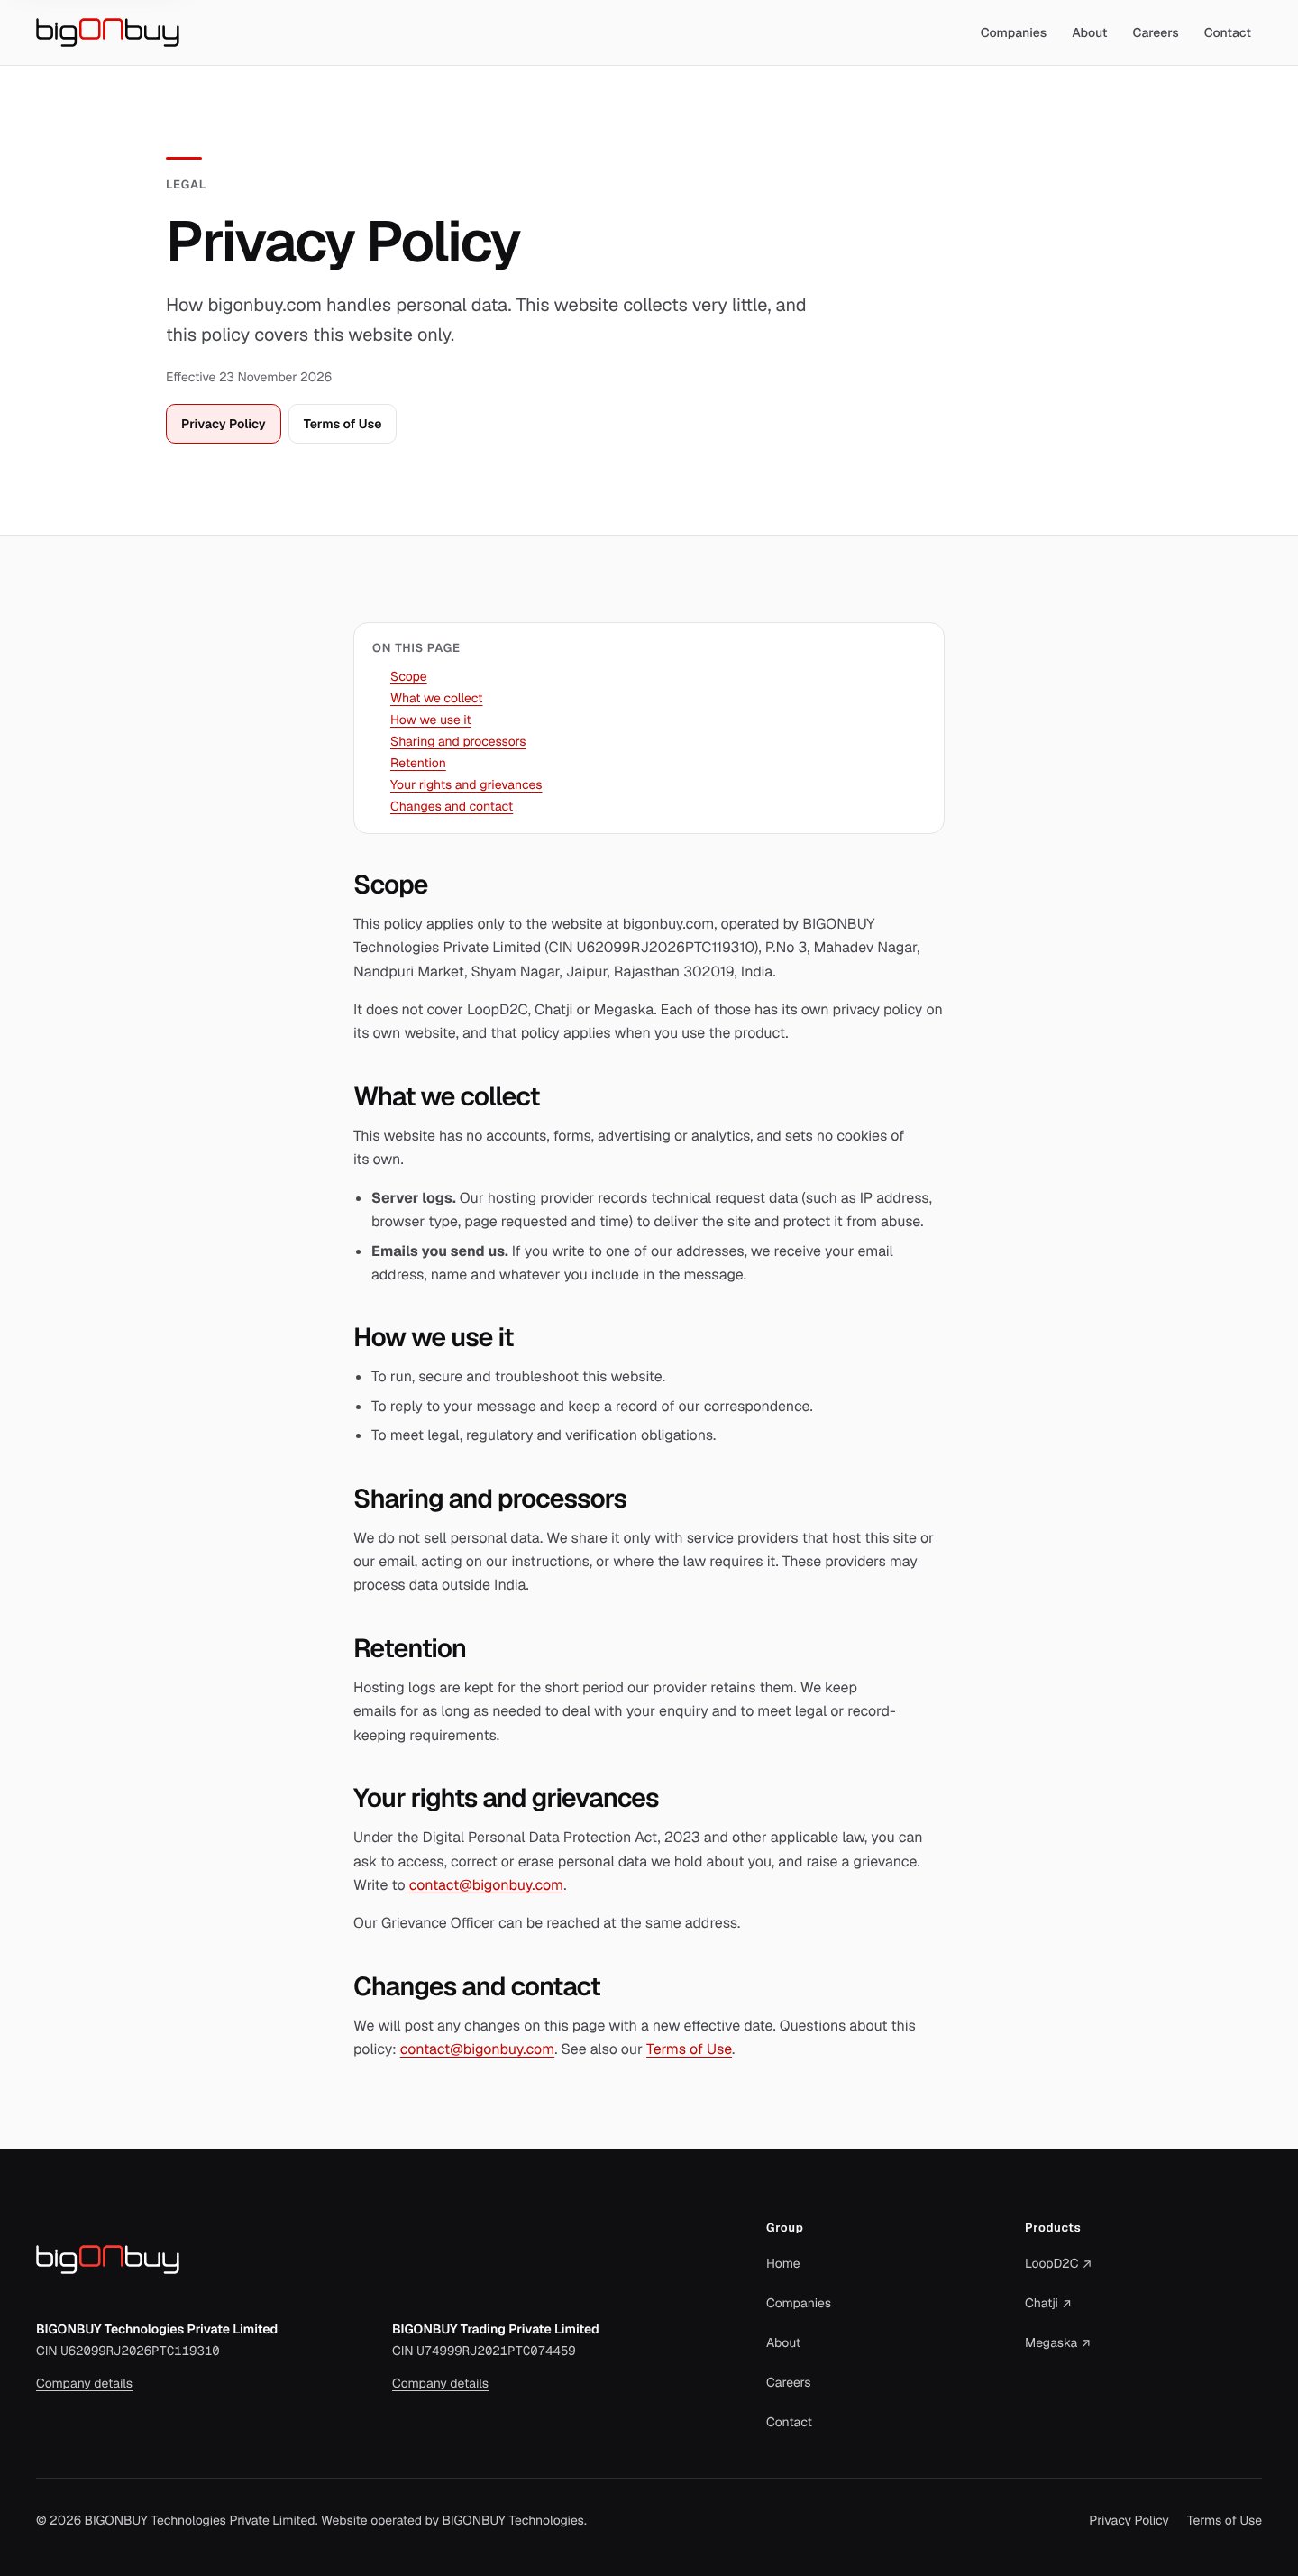 bigONbuy
Companies
About
Careers
Contact
LEGAL
Privacy Policy
How bigonbuy.com handles personal data. This website collects very little, and
this policy covers this website only.
Effective 23 November 2026
Privacy Policy
Terms of Use
ON THIS PAGE
Scope
What we collect
How we use it
Sharing and processors
Retention
Your rights and grievances
Changes and contact
Scope
This policy applies only to the website at bigonbuy.com, operated by BIGONBUY
Technologies Private Limited (CIN U62099RJ2026PTC119310), P.No 3, Mahadev Nagar,
Nandpuri Market, Shyam Nagar, Jaipur, Rajasthan 302019, India.
It does not cover LoopD2C, Chatji or Megaska. Each of those has its own privacy policy on
its own website, and that policy applies when you use the product.
What we collect
This website has no accounts, forms, advertising or analytics, and sets no cookies of
its own.
• Server logs. Our hosting provider records technical request data (such as IP address,
browser type, page requested and time) to deliver the site and protect it from abuse.
• Emails you send us. If you write to one of our addresses, we receive your email
address, name and whatever you include in the message.
How we use it
• To run, secure and troubleshoot this website.
• To reply to your message and keep a record of our correspondence.
• To meet legal, regulatory and verification obligations.
Sharing and processors
We do not sell personal data. We share it only with service providers that host this site or
our email, acting on our instructions, or where the law requires it. These providers may
process data outside India.
Retention
Hosting logs are kept for the short period our provider retains them. We keep
emails for as long as needed to deal with your enquiry and to meet legal or record-
keeping requirements.
Your rights and grievances
Under the Digital Personal Data Protection Act, 2023 and other applicable law, you can
ask to access, correct or erase personal data we hold about you, and raise a grievance.
Write to contact@bigonbuy.com.
Our Grievance Officer can be reached at the same address.
Changes and contact
We will post any changes on this page with a new effective date. Questions about this
policy: contact@bigonbuy.com. See also our Terms of Use.
bigONbuy
BIGONBUY Technologies Private Limited
CIN U62099RJ2026PTC119310
Company details
BIGONBUY Trading Private Limited
CIN U74999RJ2021PTC074459
Company details
Group
Home
Companies
About
Careers
Contact
Products
LoopD2C ↗
Chatji ↗
Megaska ↗
© 2026 BIGONBUY Technologies Private Limited. Website operated by BIGONBUY Technologies.
Privacy Policy
Terms of Use